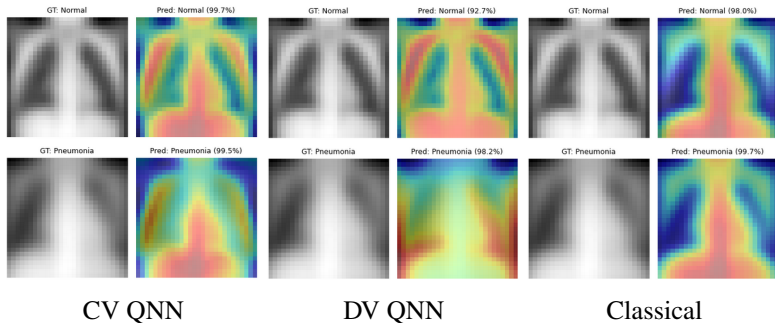 GT: Normal Pred: Normal (99.7%) GT: Normal Pred: Normal (92.7%) GT: Normal Pred: Normal (98.0%)
GT: Pneumonia Pred: Pneumonia (99.5%) GT: Pneumonia Pred: Pneumonia (98.2%) GT: Pneumonia Pred: Pneumonia (99.7%)
CV QNN DV QNN Classical